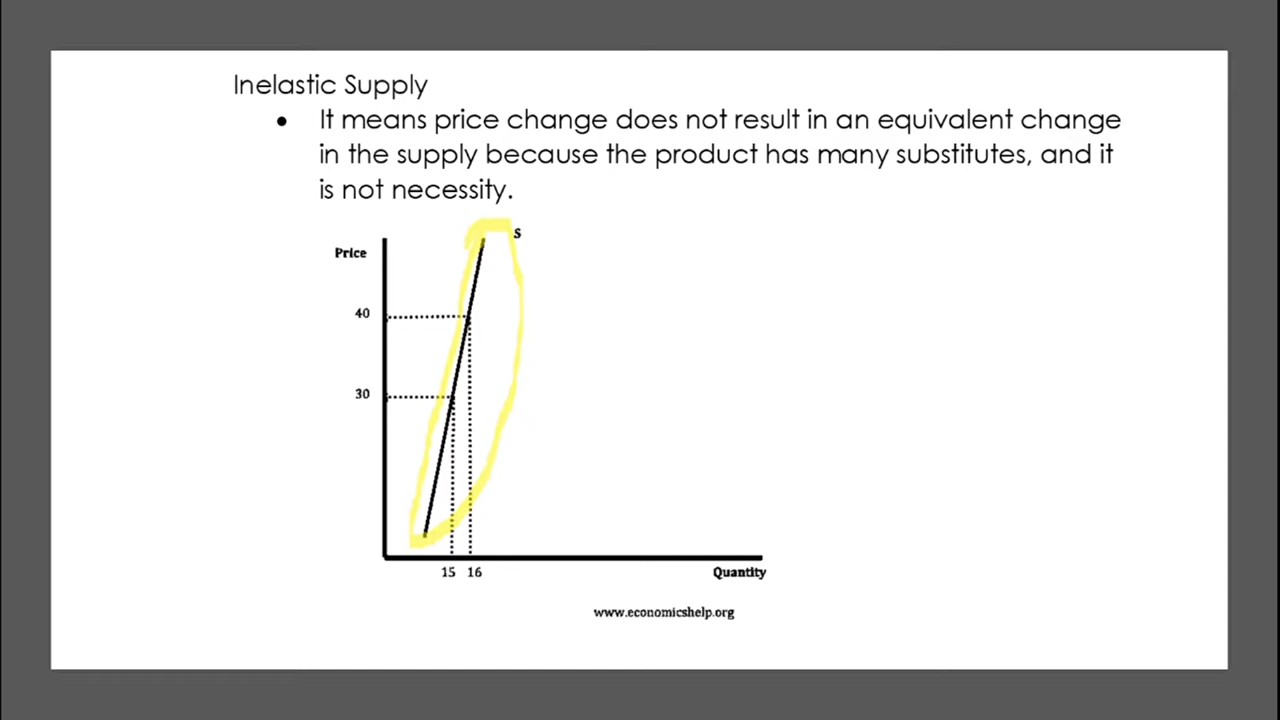 Inelastic Supply
• It means price change does not result in an equivalent change
in the supply because the product has many substitutes, and it
is not necessity.
S
Price
40
30
15 16
Quantity
www.economicshelp.org